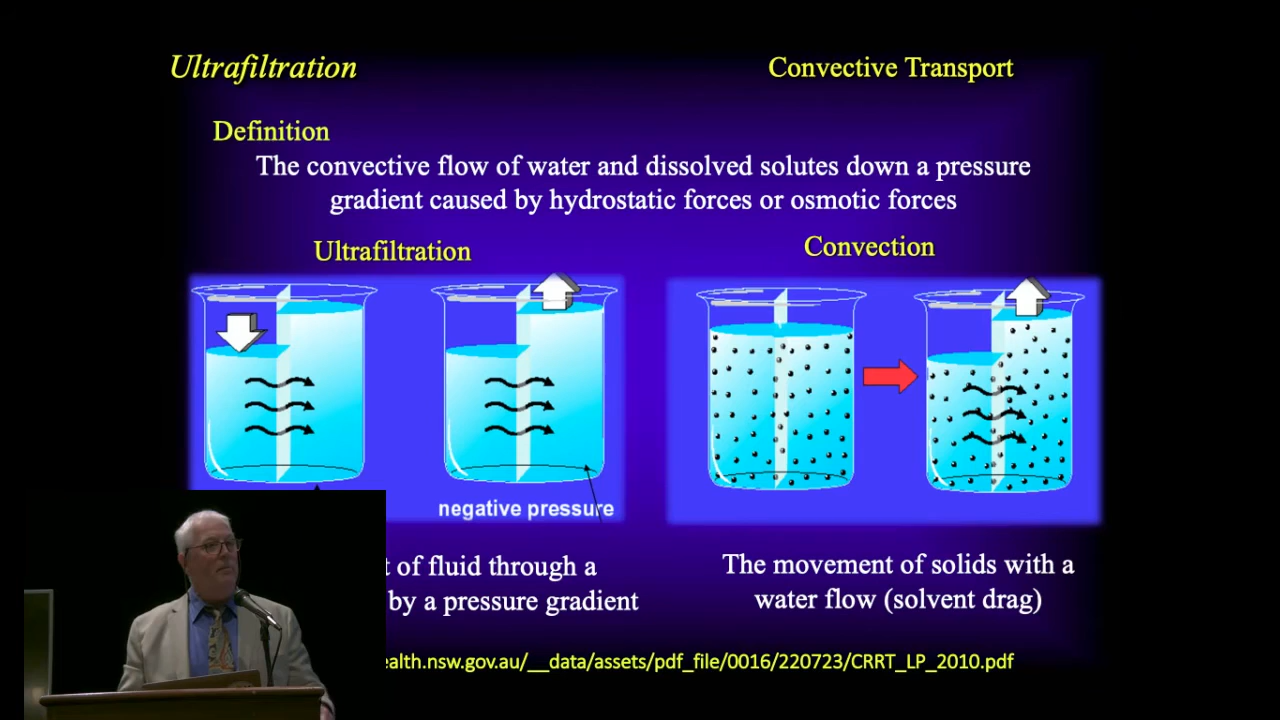 Ultrafiltration
Convective Transport
Definition
The convective flow of water and dissolved solutes down a pressure
gradient caused by hydrostatic forces or osmotic forces
Ultrafiltration
Convection
negative pressure
of fluid through a
by a pressure gradient
The movement of solids with a
water flow (solvent drag)
ealth.nsw.gov.au/__data/assets/pdf_file/0016/220723/CRRT_LP_2010.pdf